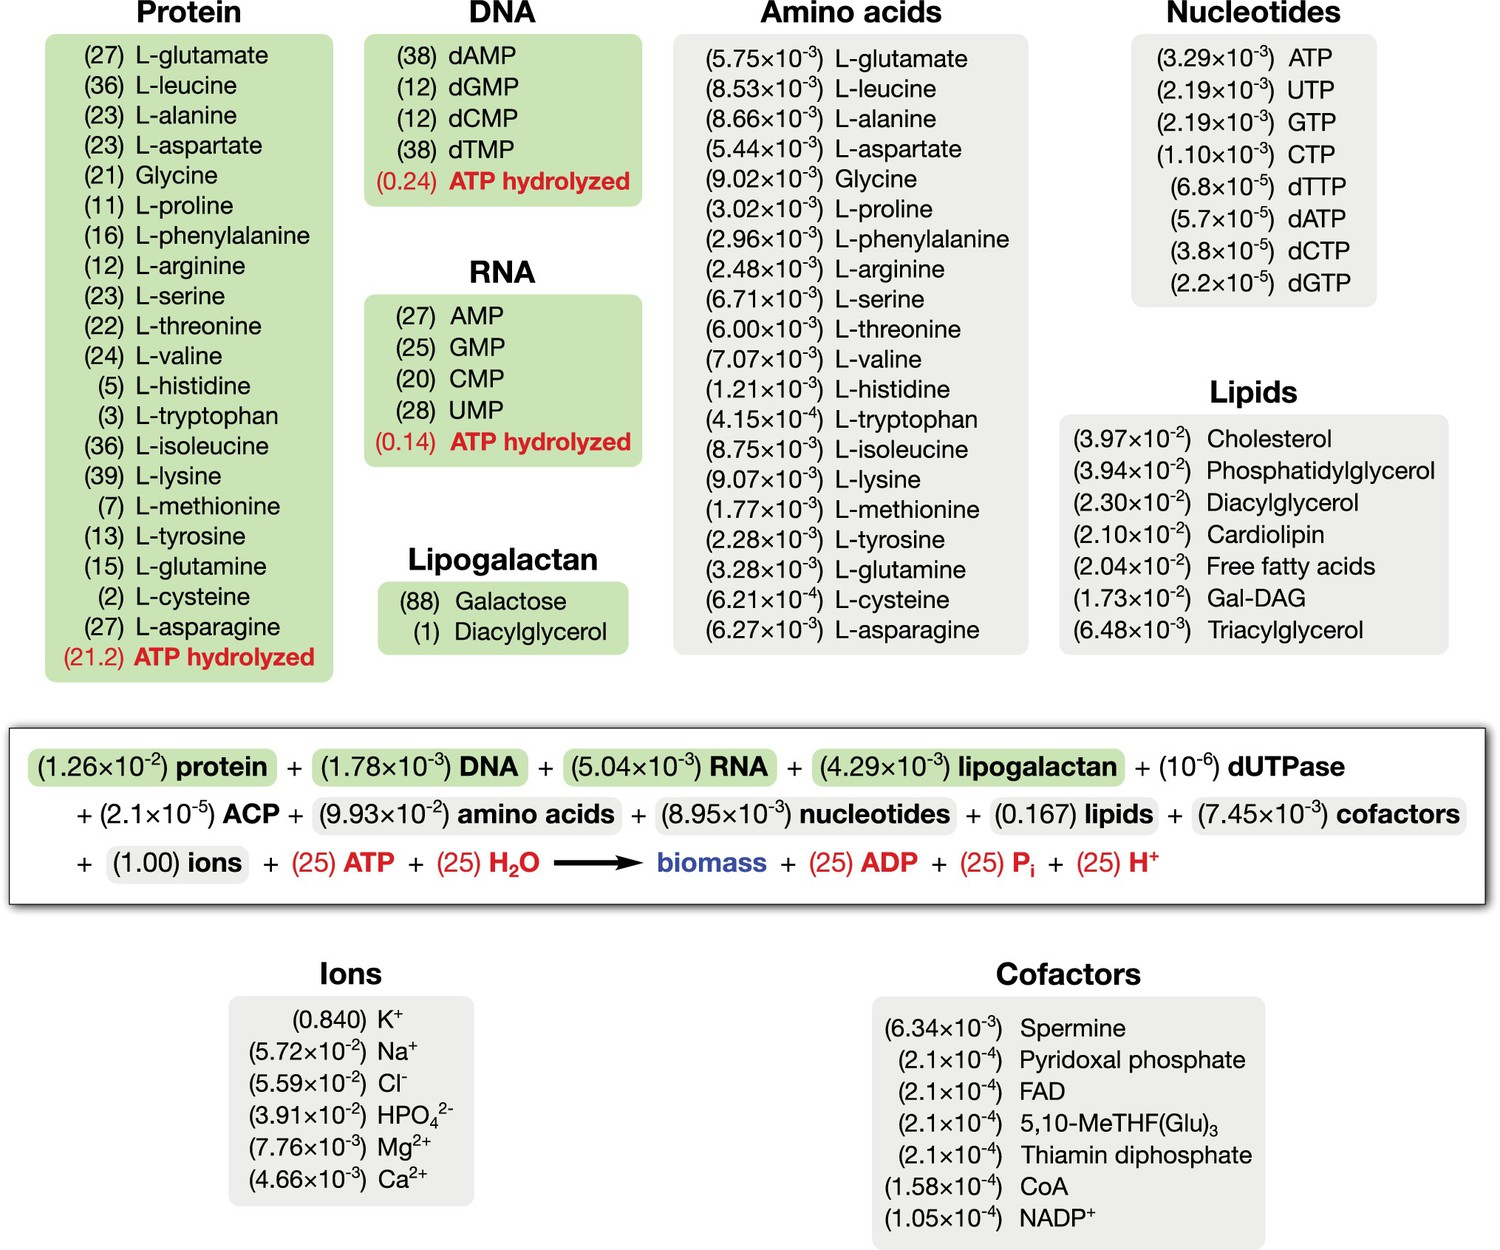 Protein
(27) L-glutamate
(36) L-leucine
(23) L-alanine
(23) L-aspartate
(21) Glycine
(11) L-proline
(16) L-phenylalanine
(12) L-arginine
(23) L-serine
(22) L-threonine
(24) L-valine
(5) L-histidine
(3) L-tryptophan
(36) L-isoleucine
(39) L-lysine
(7) L-methionine
(13) L-tyrosine
(15) L-glutamine
(2) L-cysteine
(27) L-asparagine
(21.2) ATP hydrolyzed
DNA
(38) dAMP
(12) dGMP
(12) dCMP
(38) dTMP
(0.24) ATP hydrolyzed
RNA
(27) AMP
(25) GMP
(20) CMP
(28) UMP
(0.14) ATP hydrolyzed
Lipogalactan
(88) Galactose
(1) Diacylglycerol
Amino acids
(5.75×10⁻³) L-glutamate
(8.53×10⁻³) L-leucine
(8.66×10⁻³) L-alanine
(5.44×10⁻³) L-aspartate
(9.02×10⁻³) Glycine
(3.02×10⁻³) L-proline
(2.96×10⁻³) L-phenylalanine
(2.48×10⁻³) L-arginine
(6.71×10⁻³) L-serine
(6.00×10⁻³) L-threonine
(7.07×10⁻³) L-valine
(1.21×10⁻³) L-histidine
(4.15×10⁻⁴) L-tryptophan
(8.75×10⁻³) L-isoleucine
(9.07×10⁻³) L-lysine
(1.77×10⁻³) L-methionine
(2.28×10⁻³) L-tyrosine
(3.28×10⁻³) L-glutamine
(6.21×10⁻⁴) L-cysteine
(6.27×10⁻³) L-asparagine
Nucleotides
(3.29×10⁻³) ATP
(2.19×10⁻³) UTP
(2.19×10⁻³) GTP
(1.10×10⁻³) CTP
(6.8×10⁻⁵) dTTP
(5.7×10⁻⁵) dATP
(3.8×10⁻⁵) dCTP
(2.2×10⁻⁵) dGTP
Lipids
(3.97×10⁻²) Cholesterol
(3.94×10⁻²) Phosphatidylglycerol
(2.30×10⁻²) Diacylglycerol
(2.10×10⁻²) Cardiolipin
(2.04×10⁻²) Free fatty acids
(1.73×10⁻²) Gal-DAG
(6.48×10⁻³) Triacylglycerol
(1.26×10⁻²) protein + (1.78×10⁻³) DNA + (5.04×10⁻³) RNA + (4.29×10⁻³) lipogalactan + (10⁻⁶) dUTPase
+ (2.1×10⁻⁵) ACP + (9.93×10⁻²) amino acids + (8.95×10⁻³) nucleotides + (0.167) lipids + (7.45×10⁻³) cofactors
+ (1.00) ions + (25) ATP + (25) H₂O ⟶ biomass + (25) ADP + (25) Pᵢ + (25) H⁺
Ions
(0.840) K⁺
(5.72×10⁻²) Na⁺
(5.59×10⁻²) Cl⁻
(3.91×10⁻²) HPO₄²⁻
(7.76×10⁻³) Mg²⁺
(4.66×10⁻³) Ca²⁺
Cofactors
(6.34×10⁻³) Spermine
(2.1×10⁻⁴) Pyridoxal phosphate
(2.1×10⁻⁴) FAD
(2.1×10⁻⁴) 5,10-MeTHF(Glu)₃
(2.1×10⁻⁴) Thiamin diphosphate
(1.58×10⁻⁴) CoA
(1.05×10⁻⁴) NADP⁺